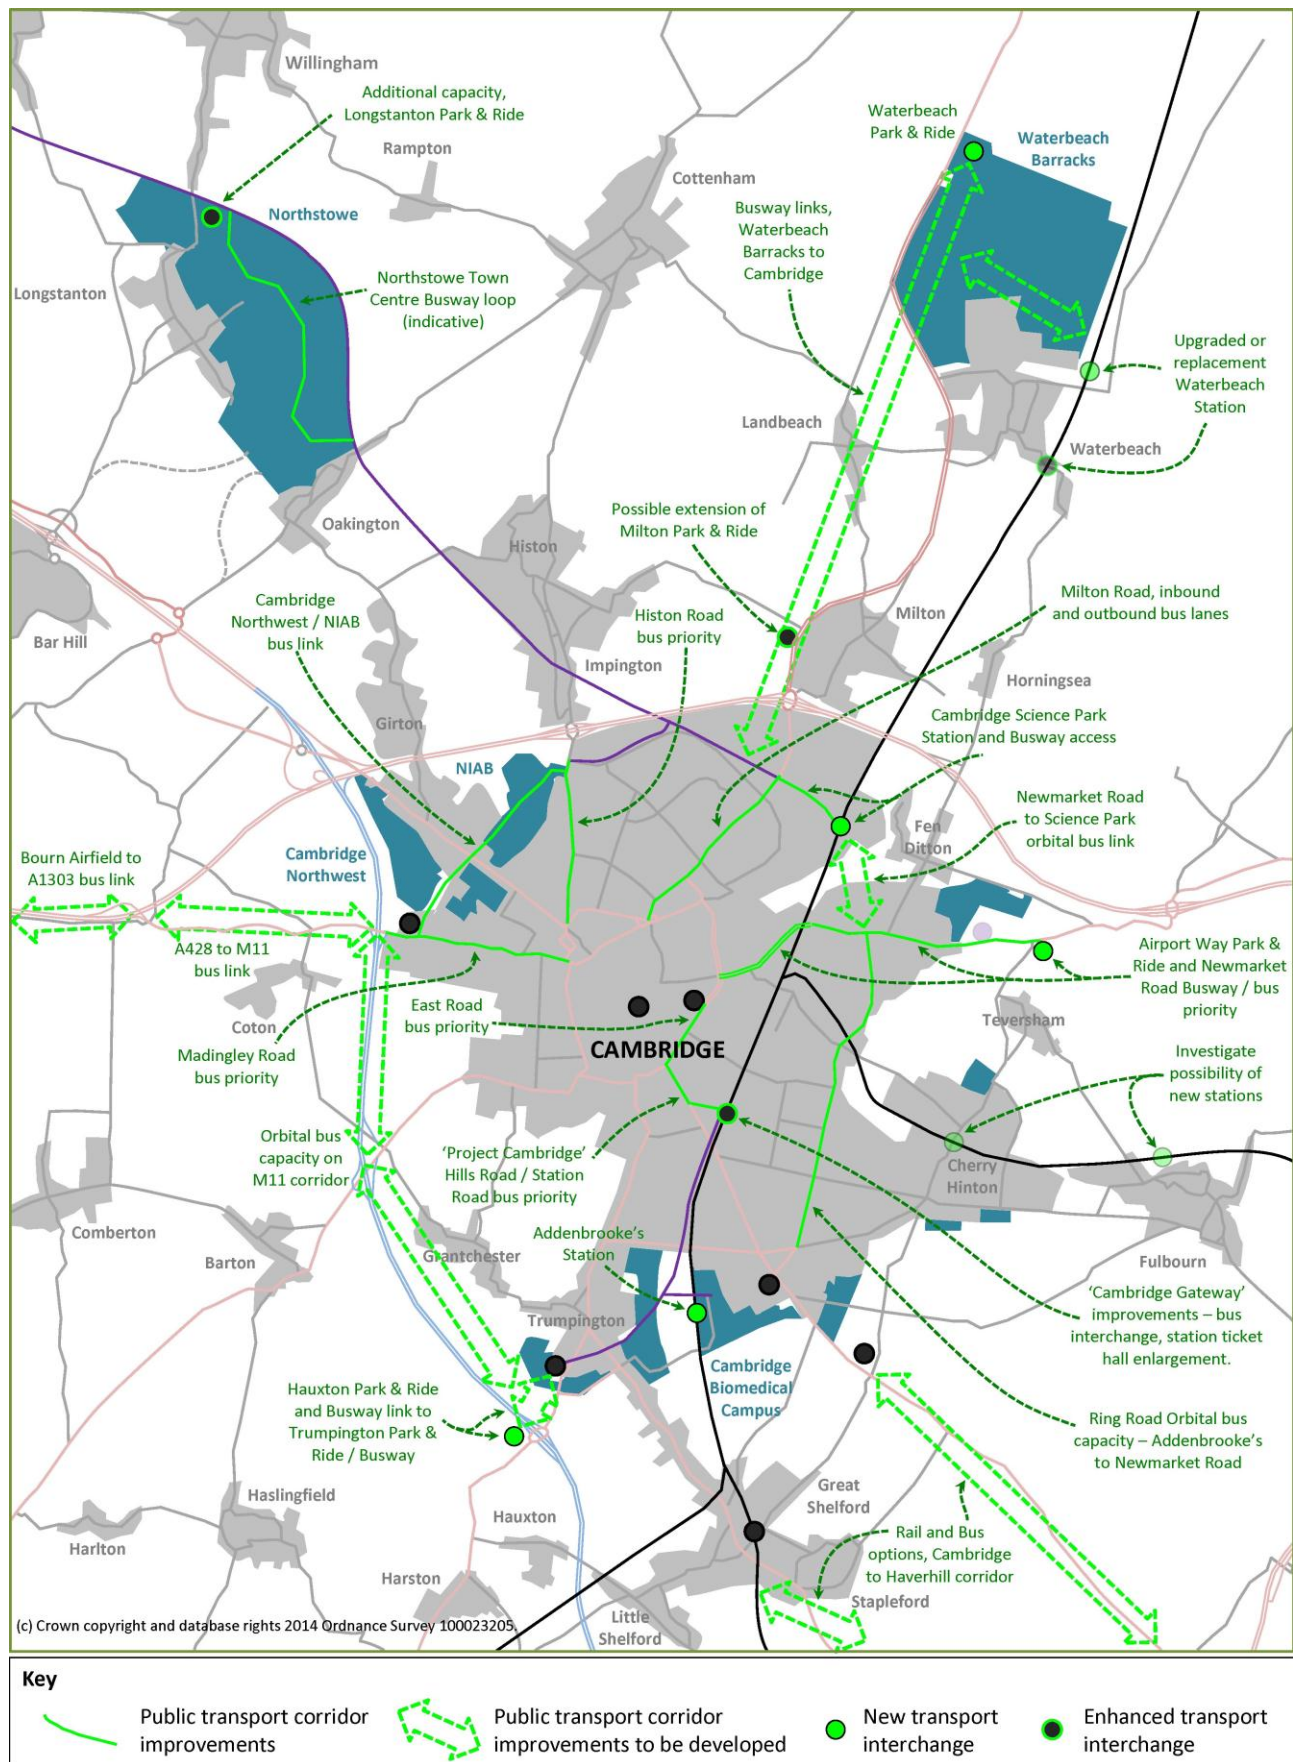 Willingham
Additional capacity,
Longstanton Park & Ride
Rampton
Cottenham
Waterbeach
Park & Ride
Waterbeach
Barracks
Northstowe
Busway links,
Waterbeach
Barracks to
Cambridge
Longstanton
Northstowe Town
Centre Busway loop
(indicative)
Upgraded or
replacement
Waterbeach
Station
Landbeach
Waterbeach
Oakington
Possible extension of
Milton Park & Ride
Histon
Bar Hill
Cambridge
Northwest / NIAB
bus link
Histon Road
bus priority
Milton Road, inbound
and outbound bus lanes
Milton
Impington
Horningsea
Girton
Cambridge Science Park
Station and Busway access
NIAB
Newmarket Road
to Science Park
orbital bus link
Fen
Ditton
Bourn Airfield to
A1303 bus link
Cambridge
Northwest
A428 to M11
bus link
Airport Way Park &
Ride and Newmarket
Road Busway / bus
priority
Coton
East Road
bus priority
Teversham
Madingley Road
bus priority
CAMBRIDGE
Investigate
possibility of
new stations
Orbital bus
capacity on
M11 corridor
'Project Cambridge'
Hills Road / Station
Road bus priority
Cherry
Hinton
Comberton
Barton
Grantchester
Addenbrooke's
Station
Fulbourn
'Cambridge Gateway'
improvements – bus
interchange, station ticket
hall enlargement.
Trumpington
Cambridge
Biomedical
Campus
Hauxton Park & Ride
and Busway link to
Trumpington Park &
Ride / Busway
Ring Road Orbital bus
capacity – Addenbrooke's
to Newmarket Road
Haslingfield
Hauxton
Great
Shelford
Harlton
Harston
Rail and Bus
options, Cambridge
to Haverhill corridor
Stapleford
Little
Shelford
(c) Crown copyright and database rights 2014 Ordnance Survey 100023205.
Key
Public transport corridor
improvements
Public transport corridor
improvements to be developed
New transport
interchange
Enhanced transport
interchange